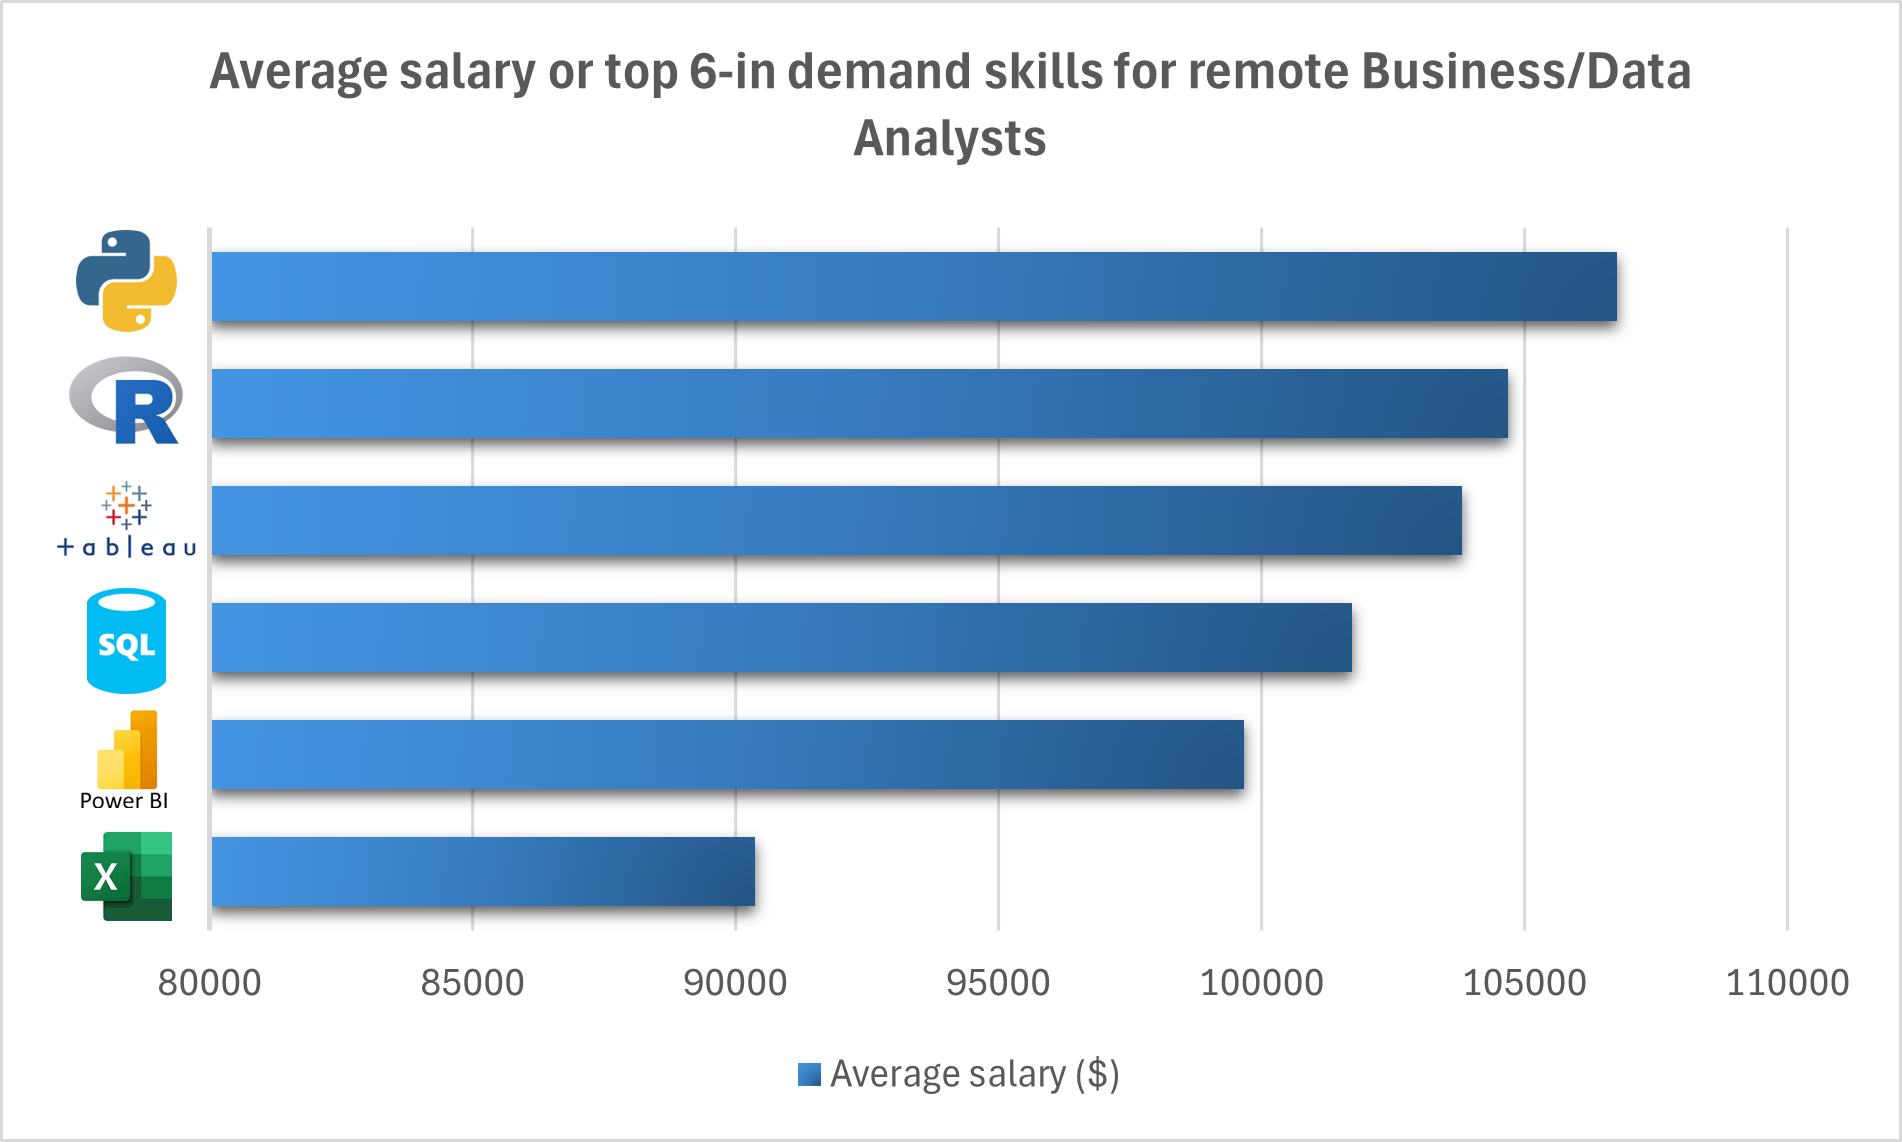 Average salary or top 6-in demand skills for remote Business/Data
Analysts
R
+ableau
SQL
Power BI
X
80000 85000 90000 95000 100000 105000 110000
Average salary ($)